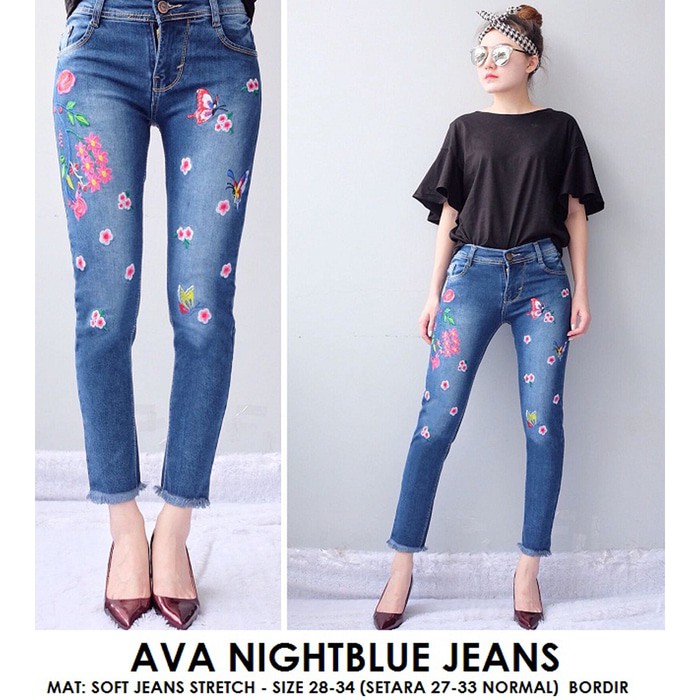 AVA NIGHTBLUE JEANS
MAT: SOFT JEANS STRETCH - SIZE 28-34 (SETARA 27-33 NORMAL) BORDIR